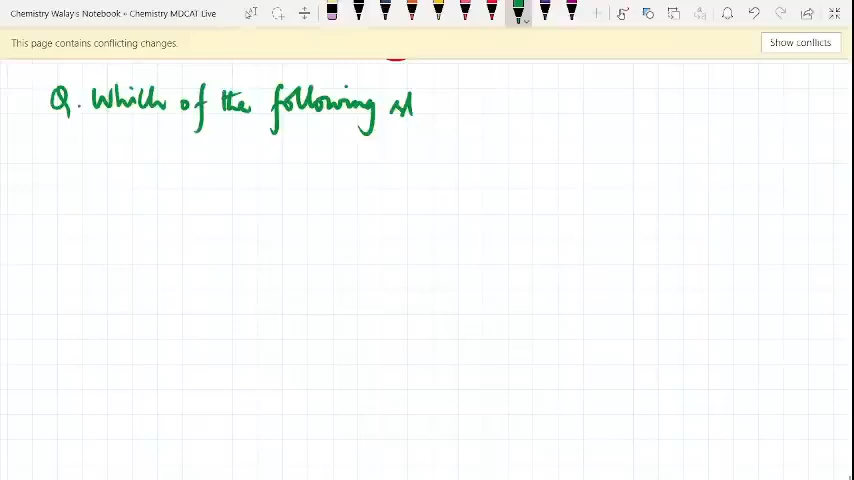 Chemistry Walay's Notebook » Chemistry MDCAT Live
This page contains conflicting changes.
Show conflicts
Q. Which of the following